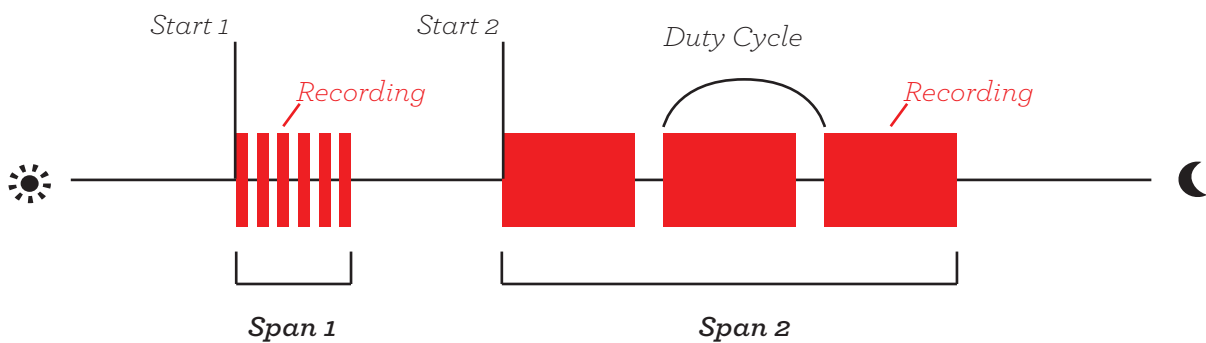 Start 1
Start 2
Duty Cycle
Recording
Recording
Span 1
Span 2